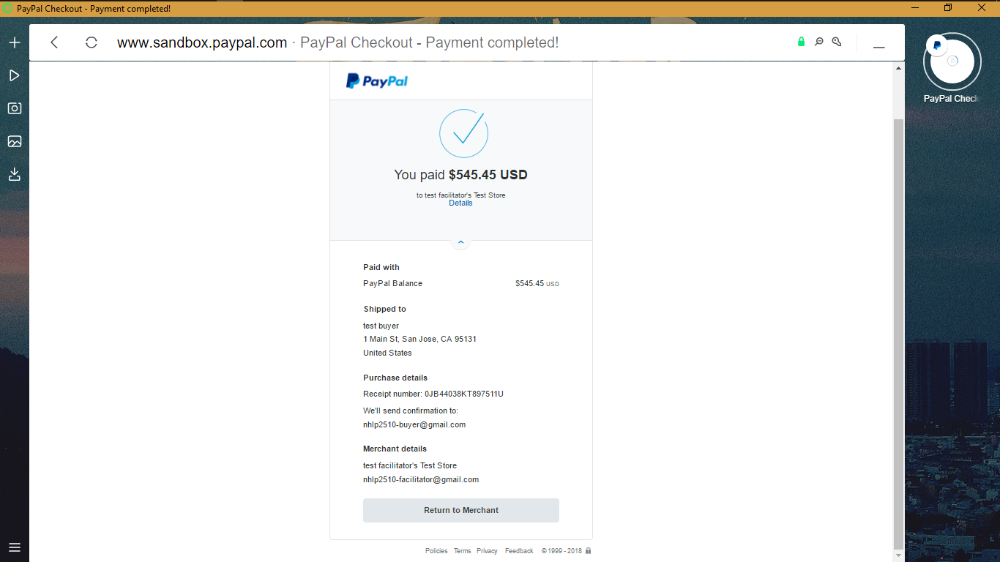 PayPal Checkout - Payment completed!
www.sandbox.paypal.com · PayPal Checkout - Payment completed!
PayPal Check
PayPal
You paid $545.45 USD
to test facilitator's Test Store
Details
Paid with
PayPal Balance $545.45 USD
Shipped to
test buyer
1 Main St, San Jose, CA 95131
United States
Purchase details
Receipt number: 0JB44038KT897511U
We'll send confirmation to:
nhlp2510-buyer@gmail.com
Merchant details
test facilitator's Test Store
nhlp2510-facilitator@gmail.com
Return to Merchant
Policies Terms Privacy Feedback © 1999 - 2018